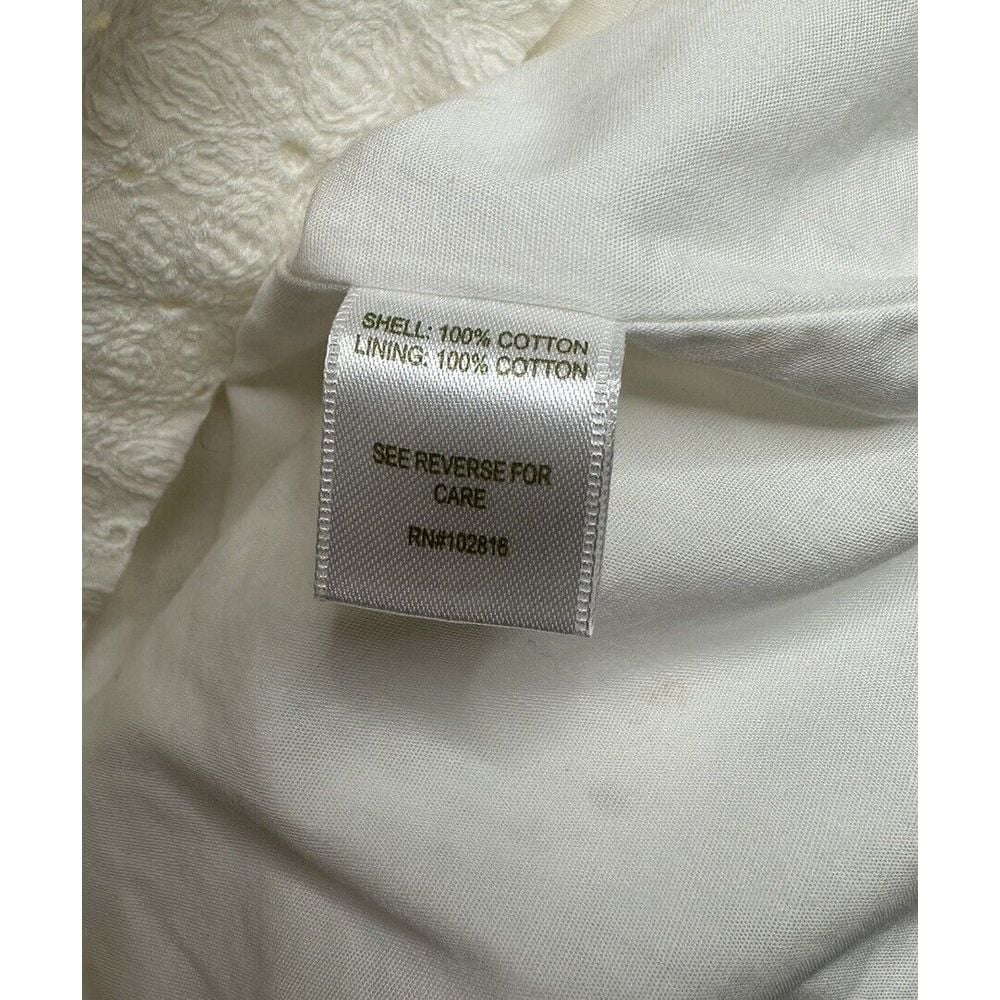 SHELL: 100% COTTON
LINING: 100% COTTON
SEE REVERSE FOR
CARE
RN#102816